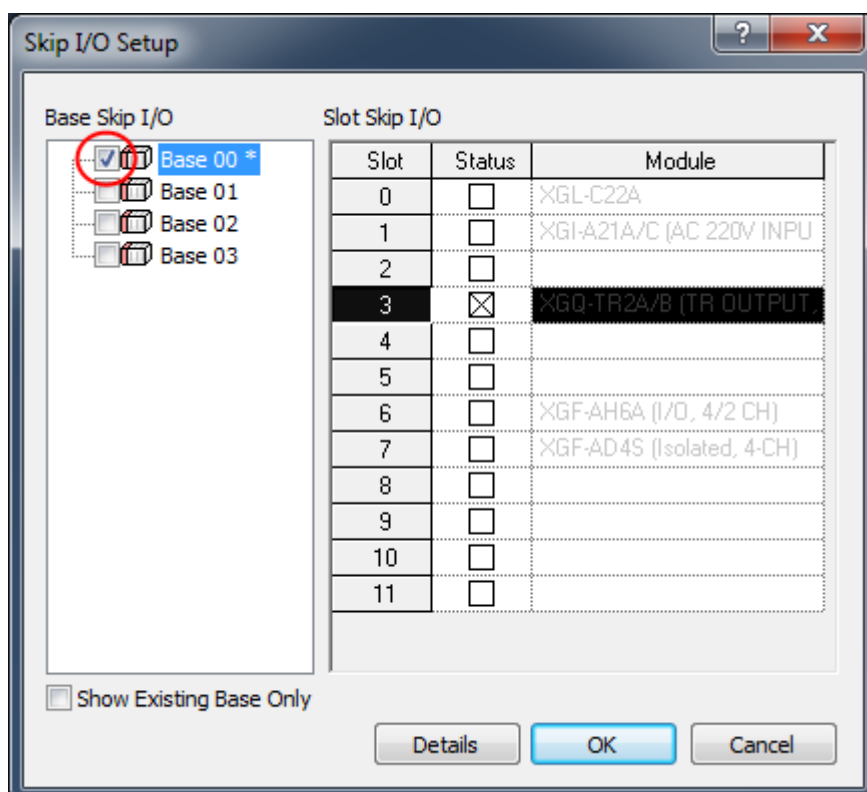 Skip I/O Setup
Base Skip I/O
Base 00 *
Base 01
Base 02
Base 03
Show Existing Base Only
Slot Skip I/O
Slot Status Module
0 XGL-C22A
1 XGI-A21A/C (AC 220V INPU
2
3 XGQ-TR2A/B (TR OUTPUT,
4
5
6 XGF-AH6A (I/O, 4/2 CH)
7 XGF-AD4S (Isolated, 4-CH)
8
9
10
11
Details OK Cancel